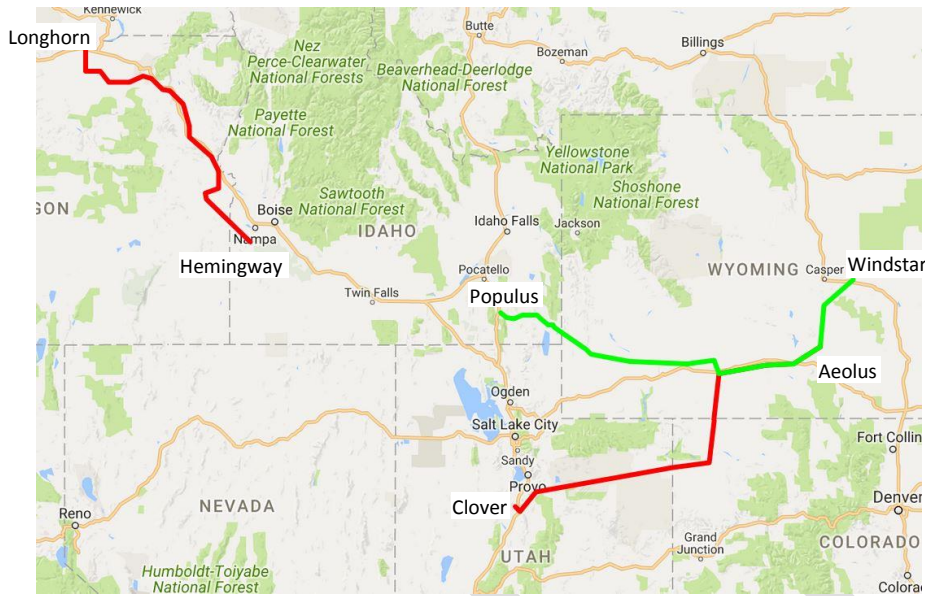 Kennewick
Longhorn
Butte
Billings
Bozeman
Nez
Perce-Clearwater
National Forests
Beaverhead-Deerlodge
National Forest
Payette
National Forest
Yellowstone
National Park
Shoshone
National Forest
Sawtooth
National Forest
GON
Boise
Nampa
IDAHO
Idaho Falls
Jackson
Hemingway
Pocatello
WYOMING
Casper
Windstar
Twin Falls
Populus
Aeolus
Ogden
Salt Lake City
Fort Collin
Sandy
Provo
Clover
NEVADA
Reno
Denver
Grand
Junction
COLORADO
UTAH
Humboldt-Toiyabe
National Forest
Colora